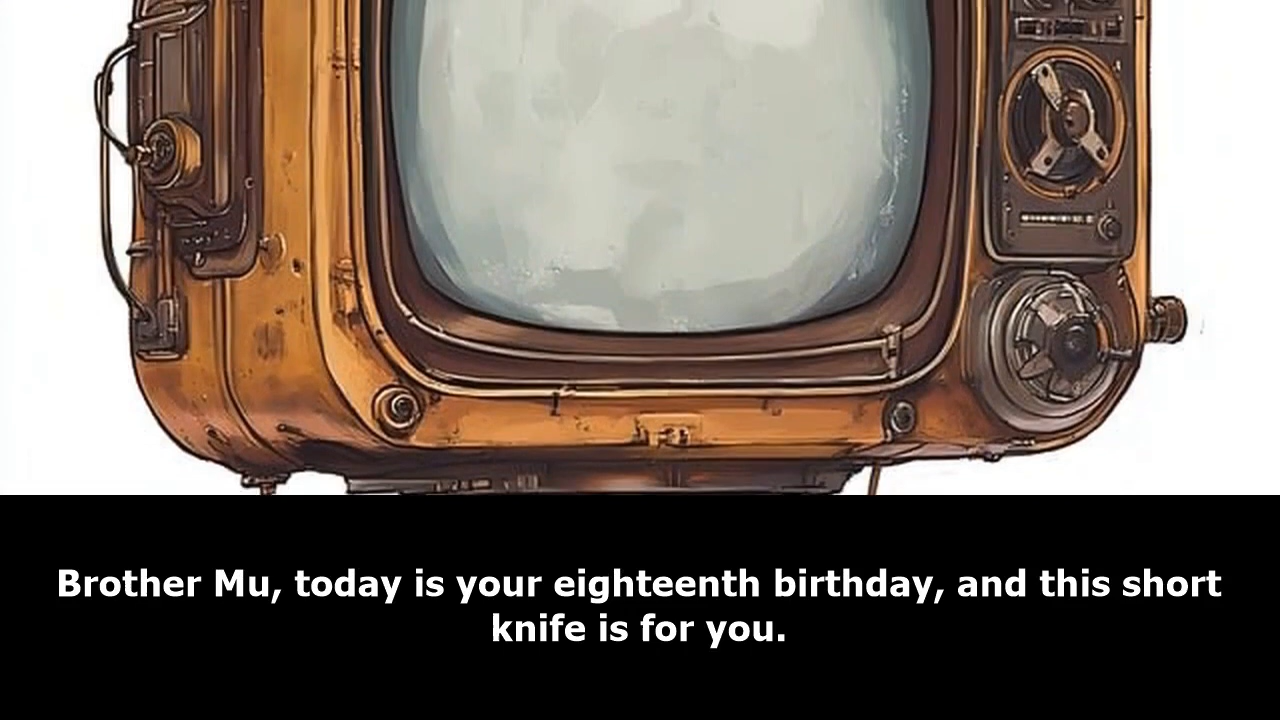 Brother Mu, today is your eighteenth birthday, and this short
knife is for you.